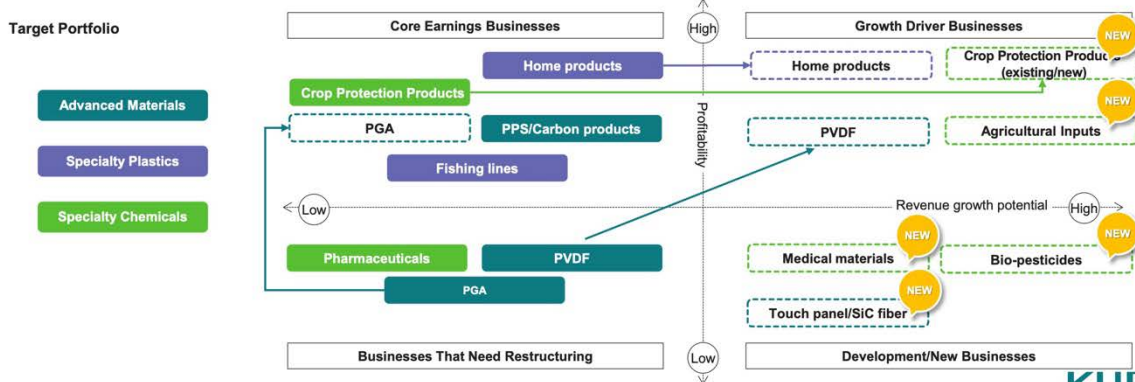 Target Portfolio
Core Earnings Businesses
High
Growth Driver Businesses
NEW
Home products
Home products
Crop Protection Products
(existing/new)
Advanced Materials
Crop Protection Products
Profitability
NEW
PGA
PPS/Carbon products
PVDF
Agricultural Inputs
Specialty Plastics
Fishing lines
Specialty Chemicals
Low
Revenue growth potential
High
NEW
NEW
Pharmaceuticals
PVDF
Medical materials
Bio-pesticides
PGA
NEW
Touch panel/SiC fiber
Businesses That Need Restructuring
Low
Development/New Businesses